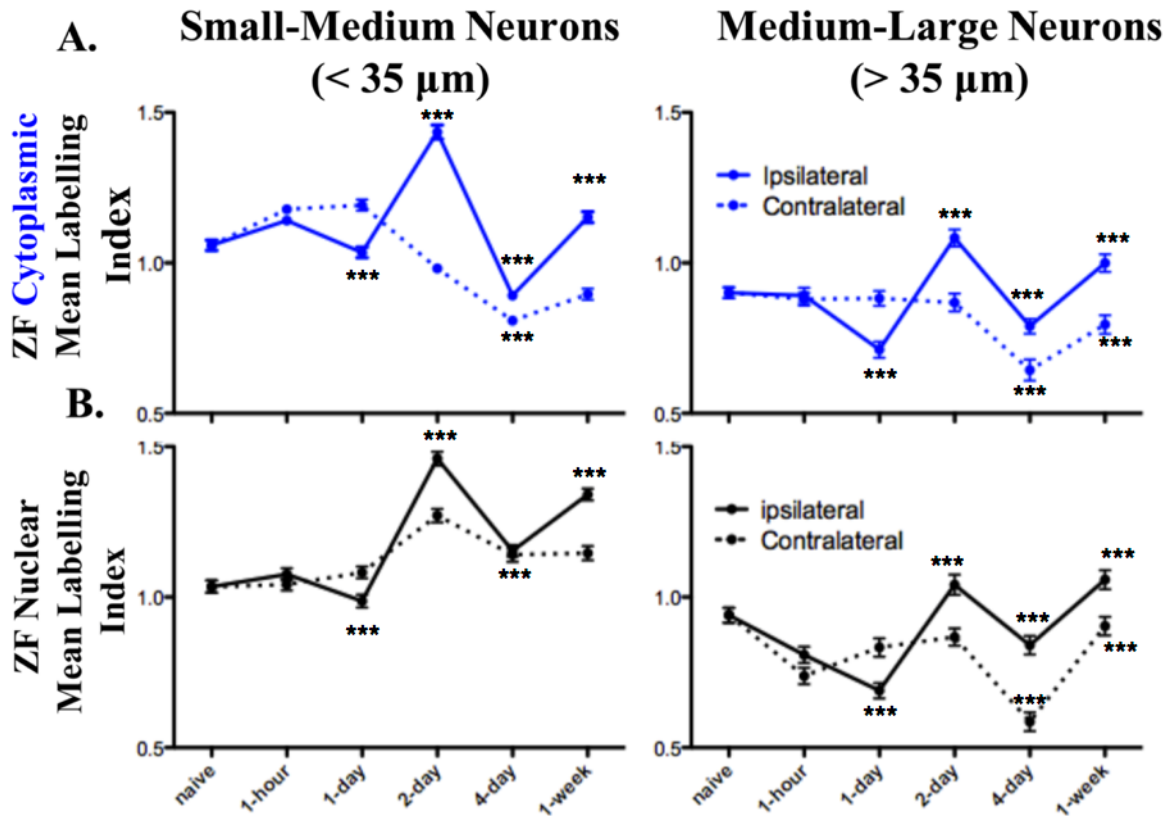 A.
Small-Medium Neurons
(< 35 µm)
Medium-Large Neurons
(> 35 µm)
ZF Cytoplasmic
Mean Labelling
Index
1.5
1.0
0.5
***
***
***
***
***
1.5
1.0
0.5
Ipsilateral
Contralateral
***
***
***
***
***
***
B.
ZF Nuclear
Mean Labelling
Index
1.5
1.0
0.5
***
***
***
***
naive
1-hour
1-day
2-day
4-day
1-week
1.5
1.0
0.5
ipsilateral
Contralateral
***
***
***
***
***
***
naive
1-hour
1-day
2-day
4-day
1-week